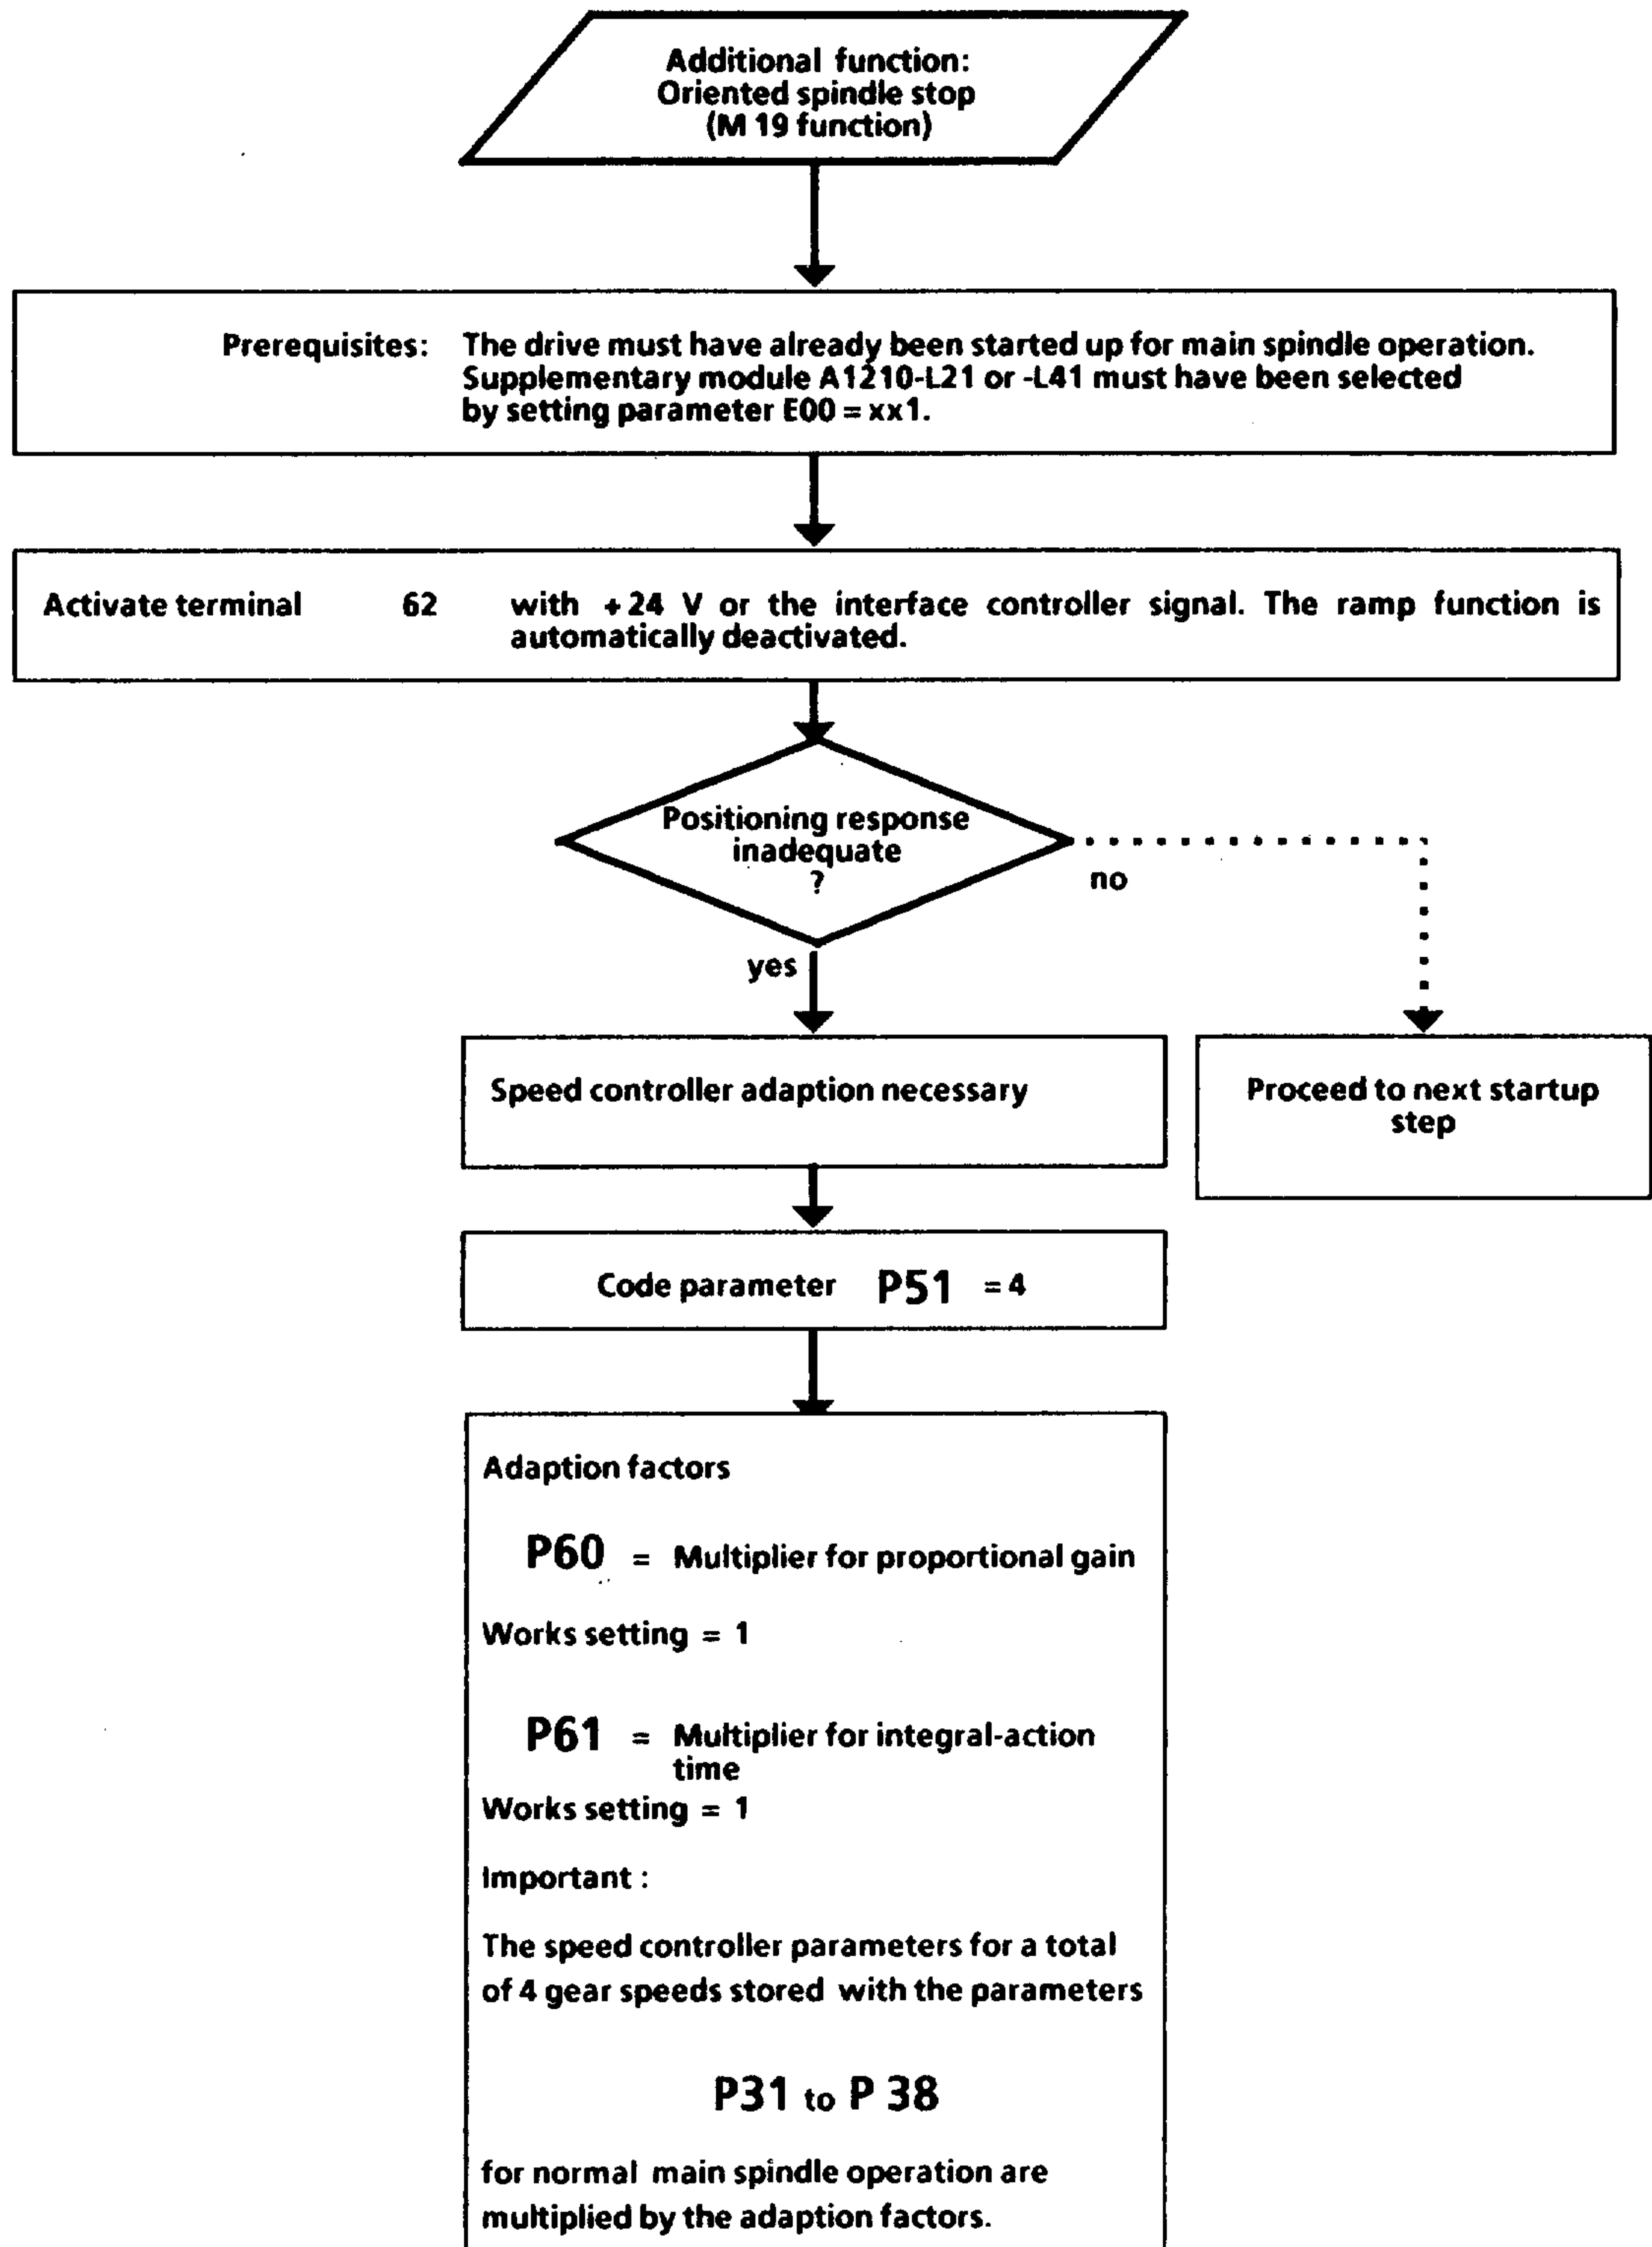 Additional function:
Oriented spindle stop
(M 19 function)
Prerequisites: The drive must have already been started up for main spindle operation.
Supplementary module A1210-L21 or -L41 must have been selected
by setting parameter E00 = xx1.
Activate terminal 62 with +24 V or the interface controller signal. The ramp function is
automatically deactivated.
Positioning response
inadequate
?
no
yes
Speed controller adaption necessary
Proceed to next startup
step
Code parameter P51 = 4
Adaption factors
P60 = Multiplier for proportional gain
Works setting = 1
P61 = Multiplier for integral-action
time
Works setting = 1
Important :
The speed controller parameters for a total
of 4 gear speeds stored with the parameters
P31 to P 38
for normal main spindle operation are
multiplied by the adaption factors.